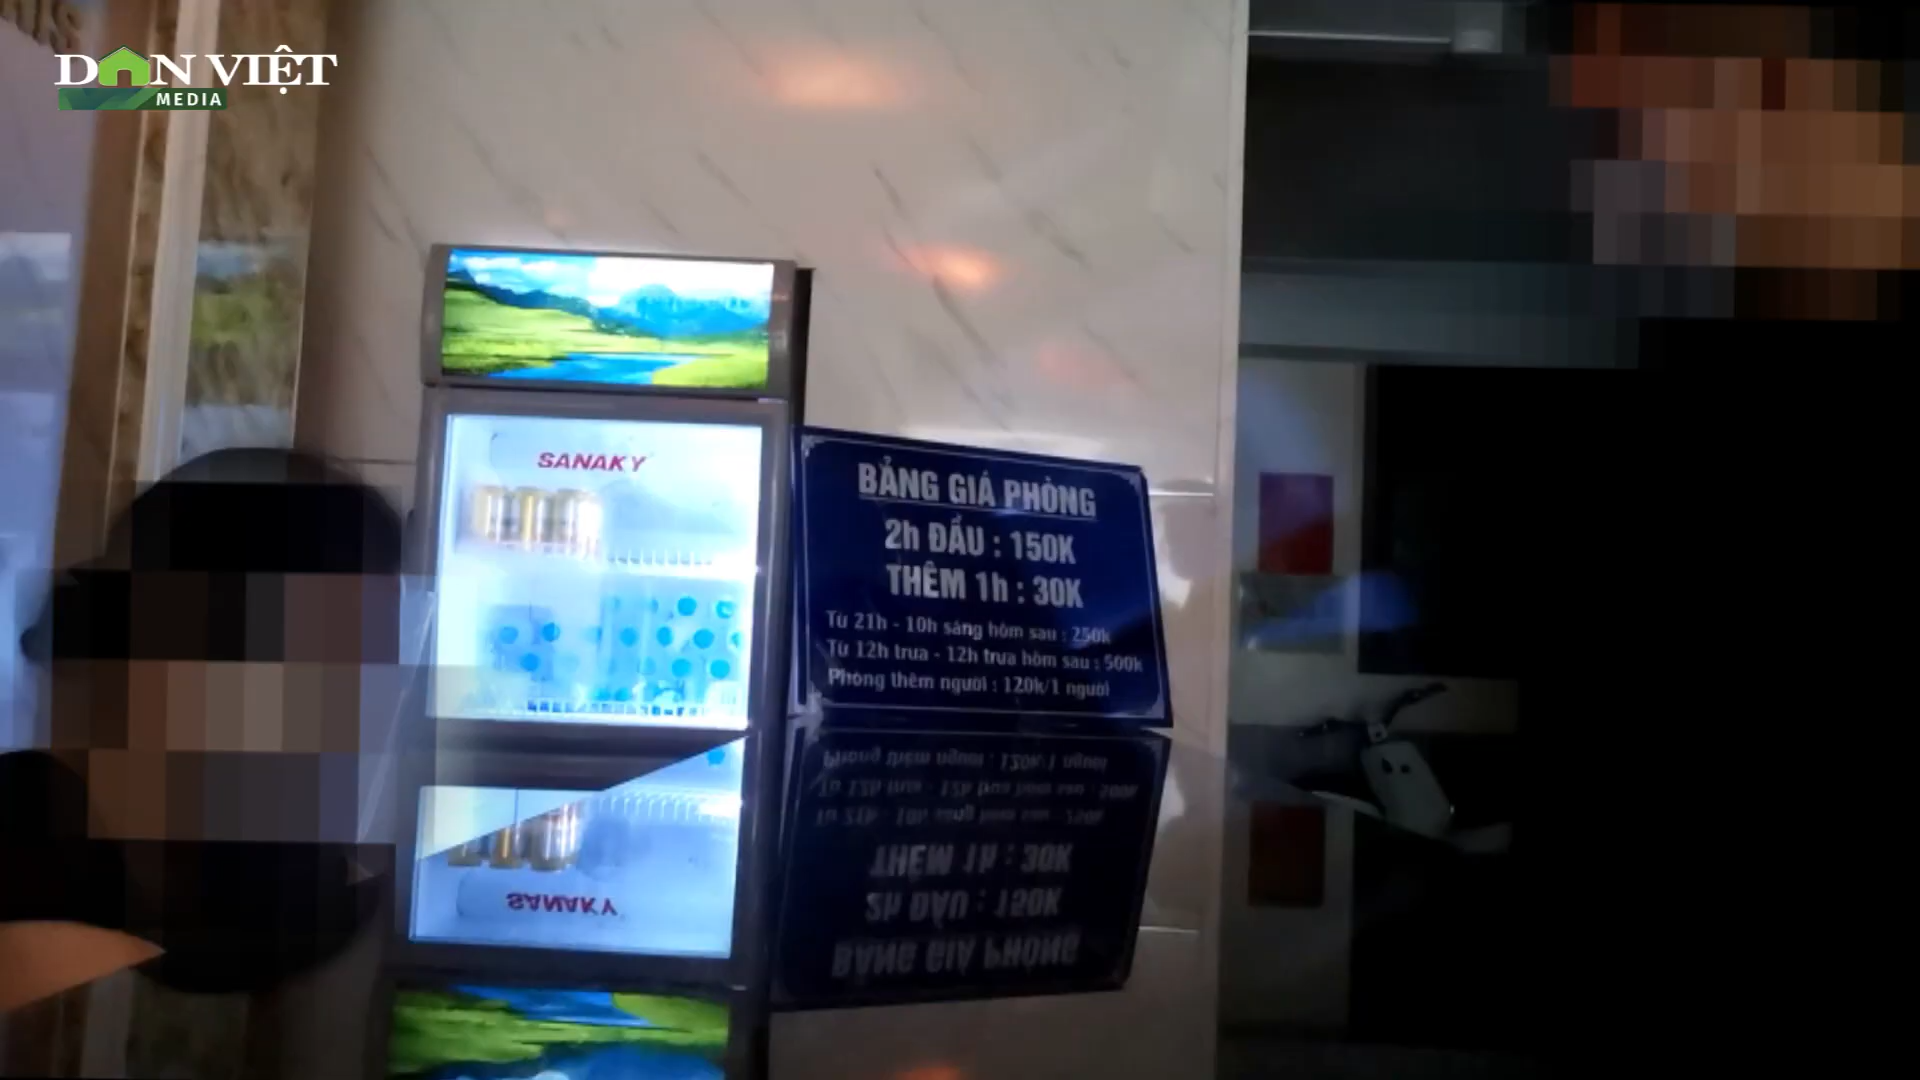 DÂN VIỆT
MEDIA
SANAKY
BẢNG GIÁ PHÒNG
2h ĐẦU : 150K
THÊM 1h : 30K
Từ 21h - 10h sáng hôm sau : 250k
Từ 12h trưa - 12h trưa hôm sau : 500k
Phòng thêm người : 120k/1 người